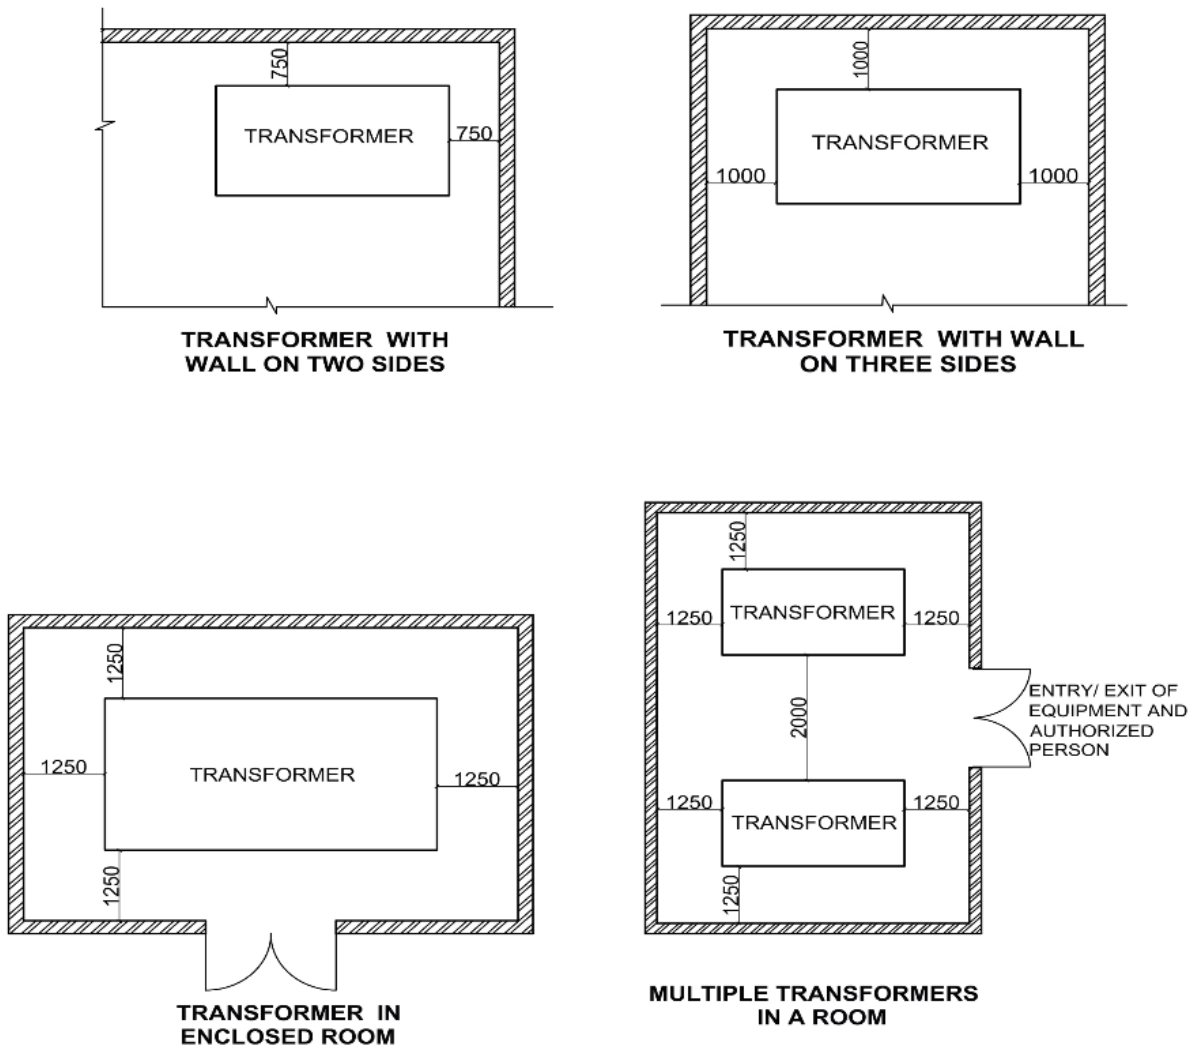 750
TRANSFORMER
750
TRANSFORMER WITH
WALL ON TWO SIDES
1000
TRANSFORMER
1000
1000
TRANSFORMER WITH WALL
ON THREE SIDES
1250
1250
TRANSFORMER
1250
1250
TRANSFORMER IN
ENCLOSED ROOM
1250
TRANSFORMER
1250
1250
2000
ENTRY/ EXIT OF
EQUIPMENT AND
AUTHORIZED
PERSON
1250
1250
TRANSFORMER
1250
MULTIPLE TRANSFORMERS
IN A ROOM